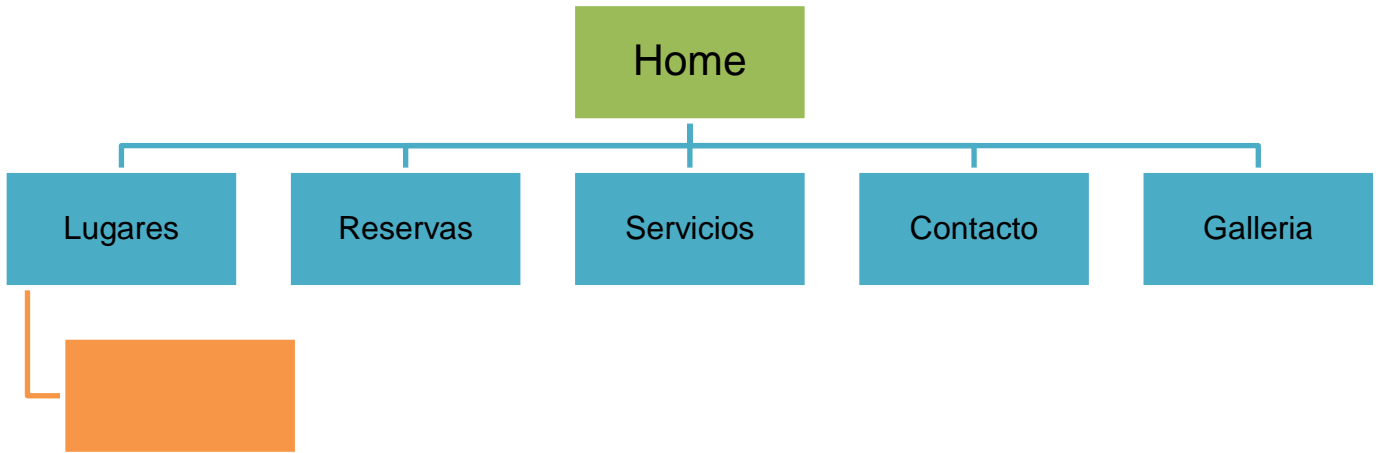 Home
Lugares
Reservas
Servicios
Contacto
Galleria